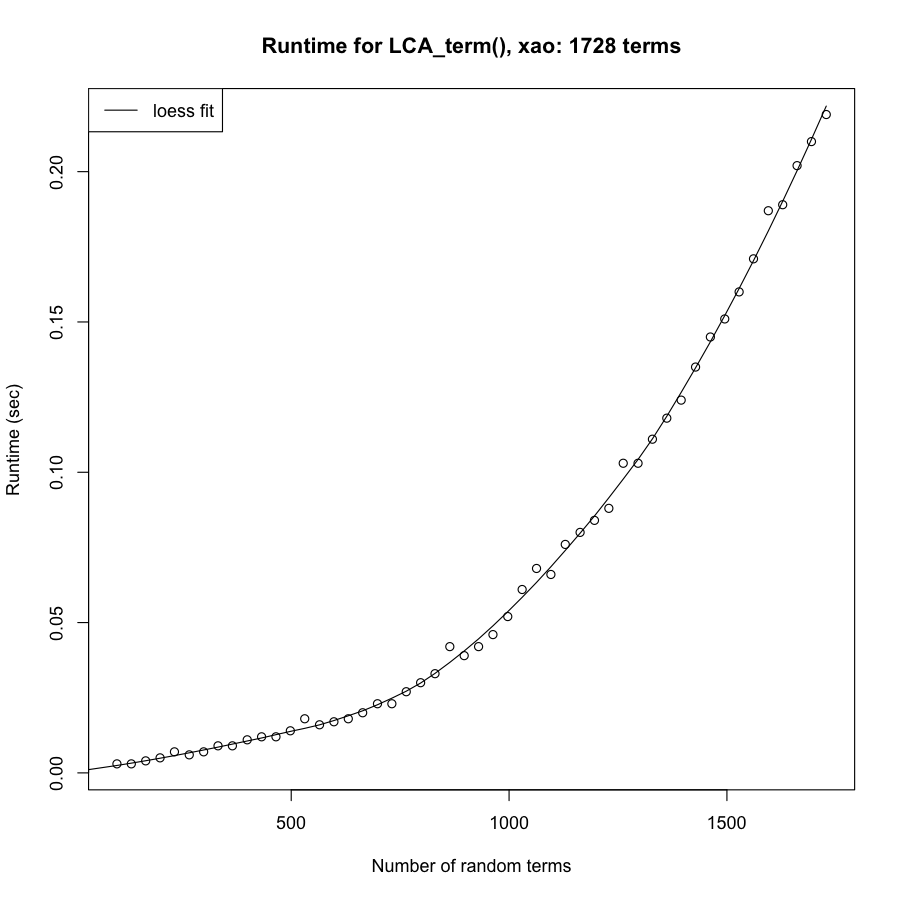 Runtime for LCA_term(), xao: 1728 terms
loess fit
Runtime (sec)
0.20
0.15
0.10
0.05
0.00
500 1000 1500
Number of random terms